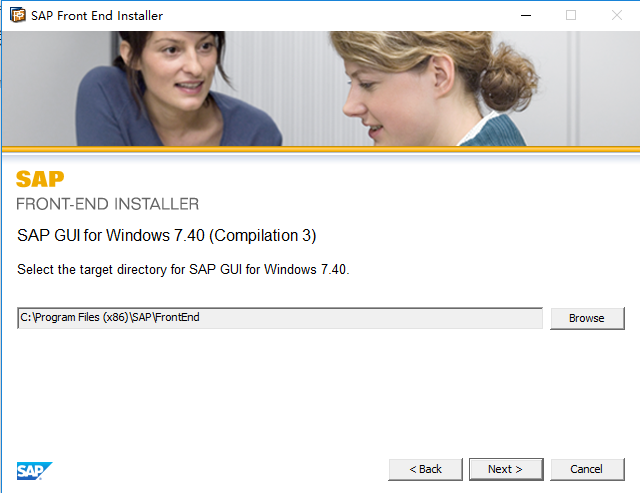 SAP Front End Installer
SAP
FRONT-END INSTALLER
SAP GUI for Windows 7.40 (Compilation 3)
Select the target directory for SAP GUI for Windows 7.40.
C:\Program Files (x86)\SAP\FrontEnd
Browse
SAP
< Back
Next >
Cancel